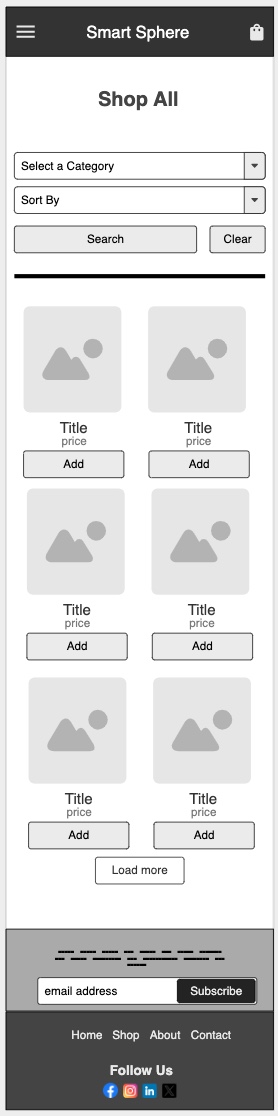 Smart Sphere
Shop All
Select a Category
Sort By
Search Clear
Title Title
price price
Add Add
Title Title
price price
Add Add
Title Title
price price
Add Add
Load more
email address Subscribe
Home Shop About Contact
Follow Us